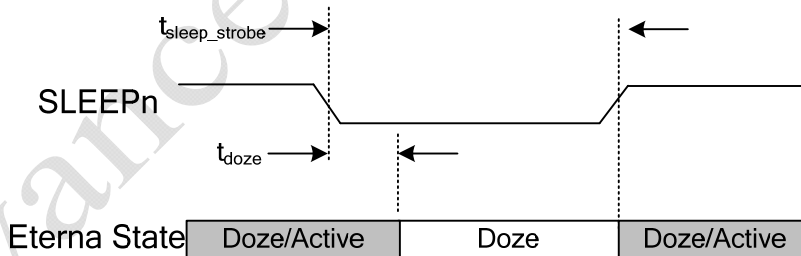 tsleep_strobe
SLEEPn
tdoze
Eterna State Doze/Active Doze Doze/Active